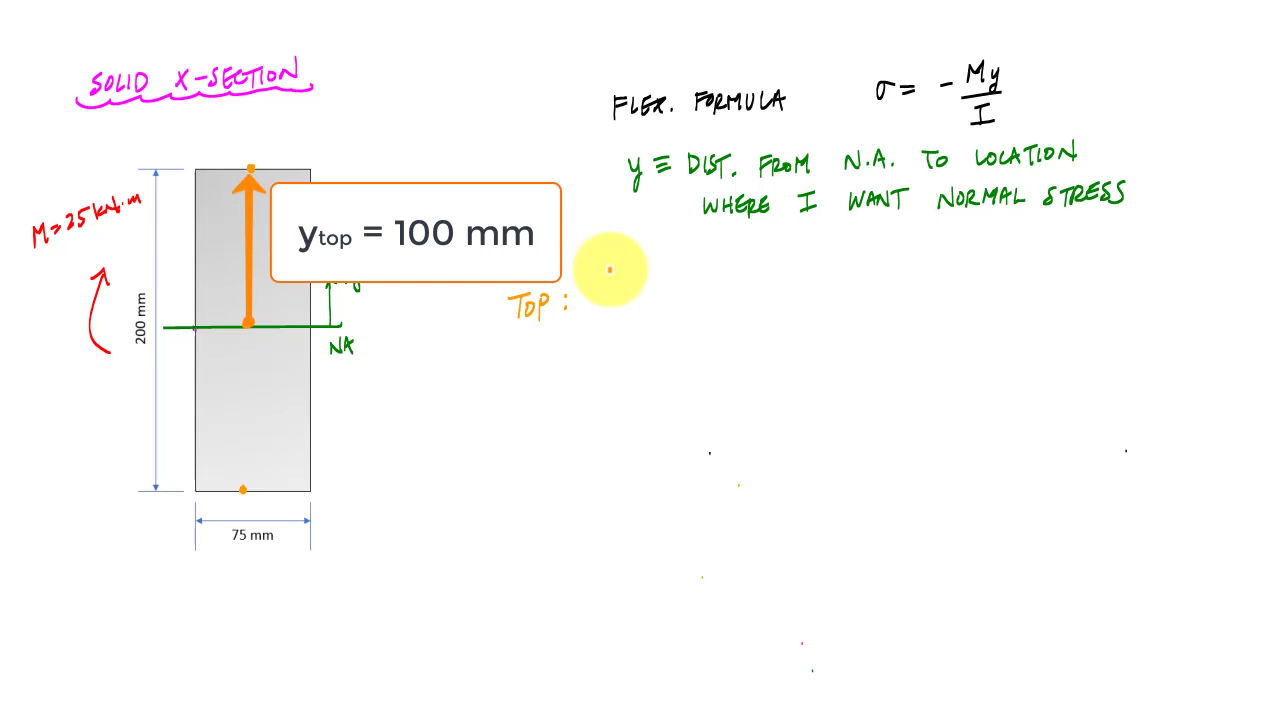 SOLID X-SECTION
FLEX. FORMULA σ = - My/I
y ≡ DIST. FROM N.A. TO LOCATION
WHERE I WANT NORMAL STRESS
M = 25 kN·m
ytop = 100 mm
TOP :
200 mm
NA
75 mm